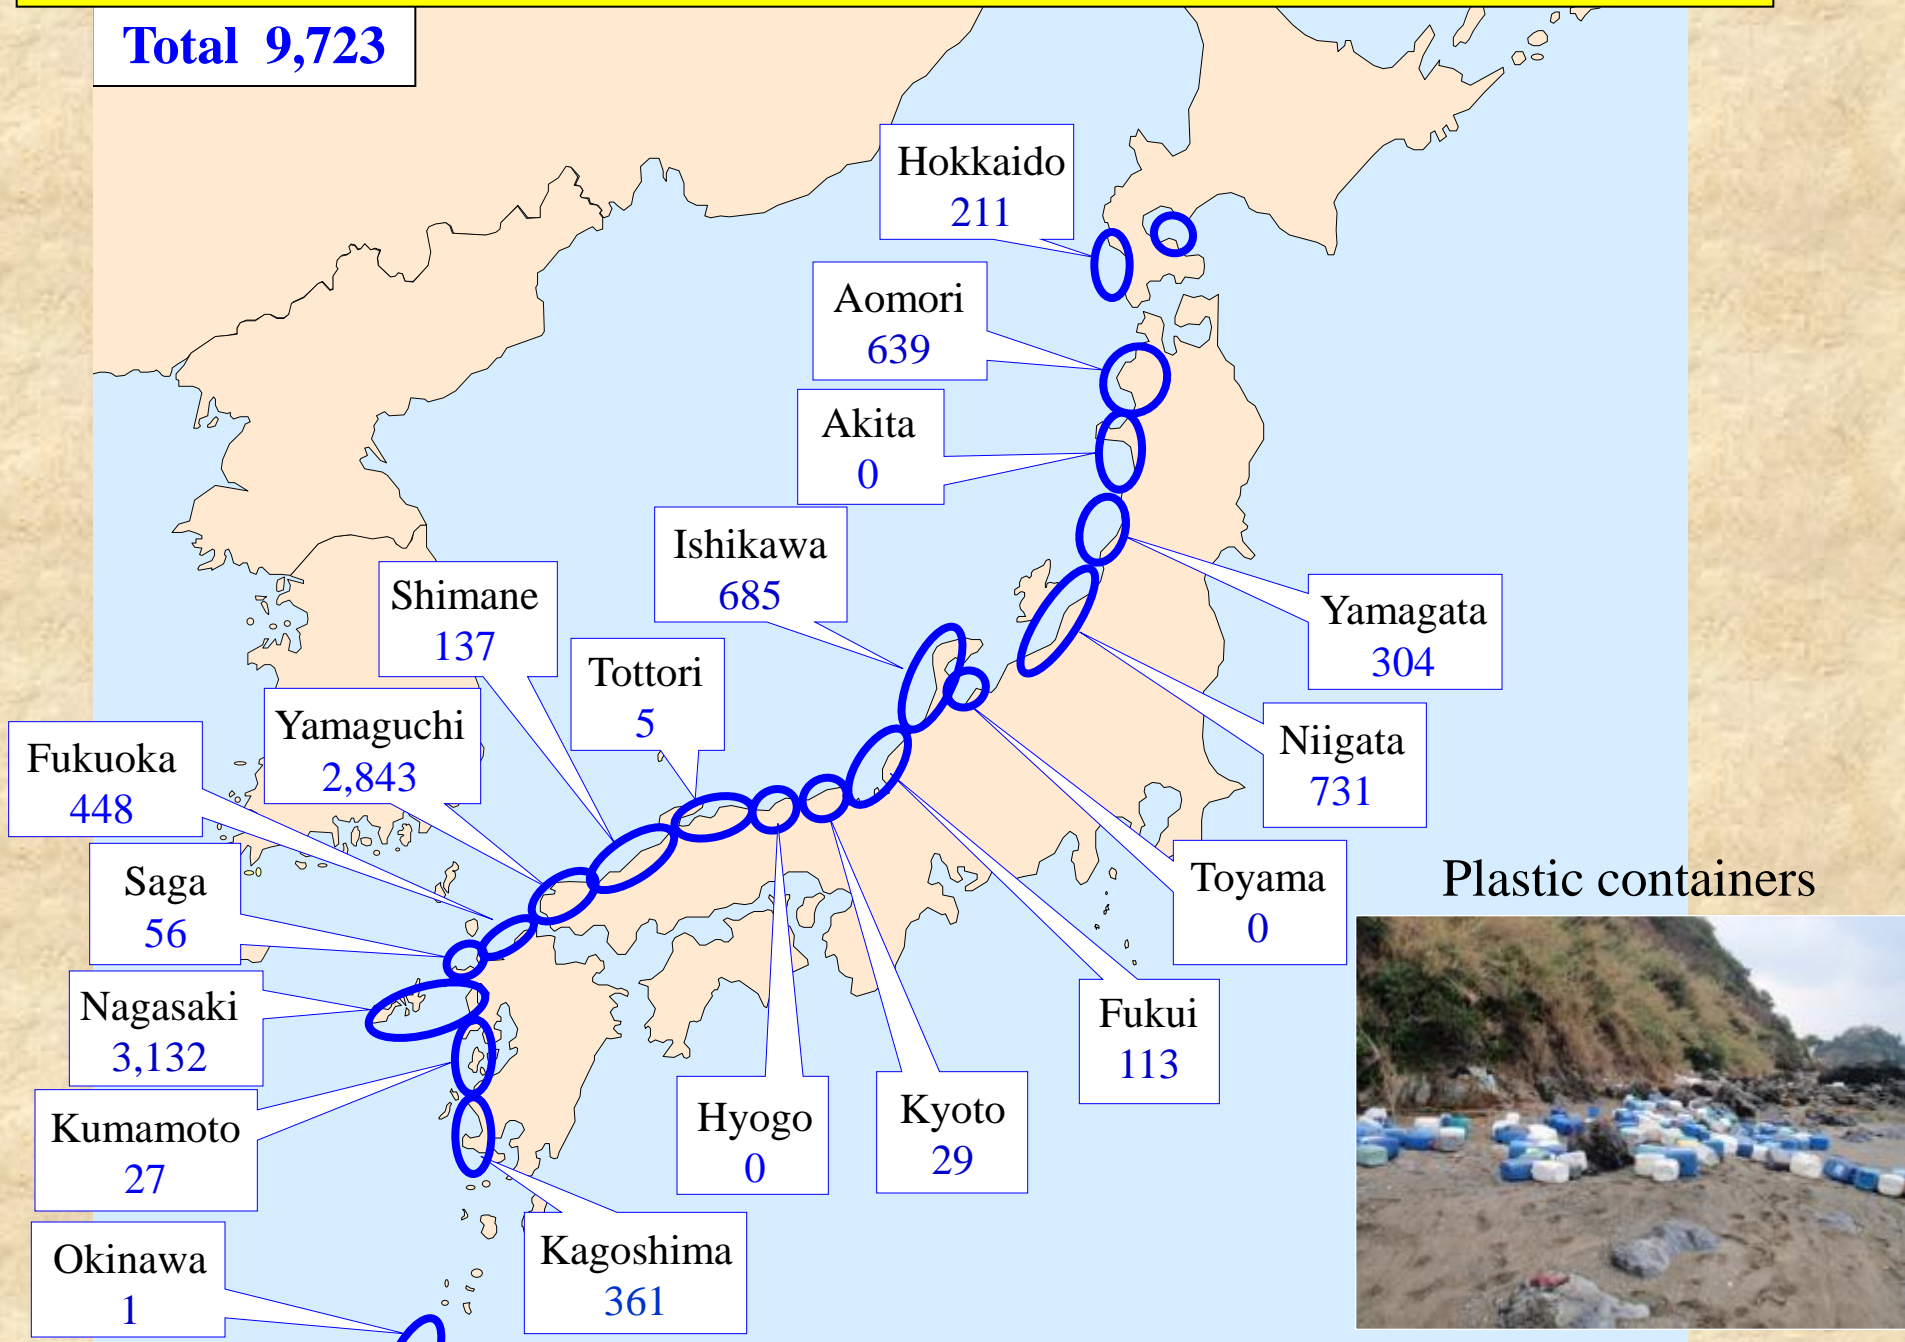 Total 9,723
Hokkaido
211
Aomori
639
Akita
0
Ishikawa
685
Shimane
137
Yamagata
304
Tottori
5
Yamaguchi
2,843
Niigata
731
Fukuoka
448
Toyama
0
Plastic containers
Saga
56
Nagasaki
3,132
Fukui
113
Kumamoto
27
Hyogo
0
Kyoto
29
Okinawa
1
Kagoshima
361